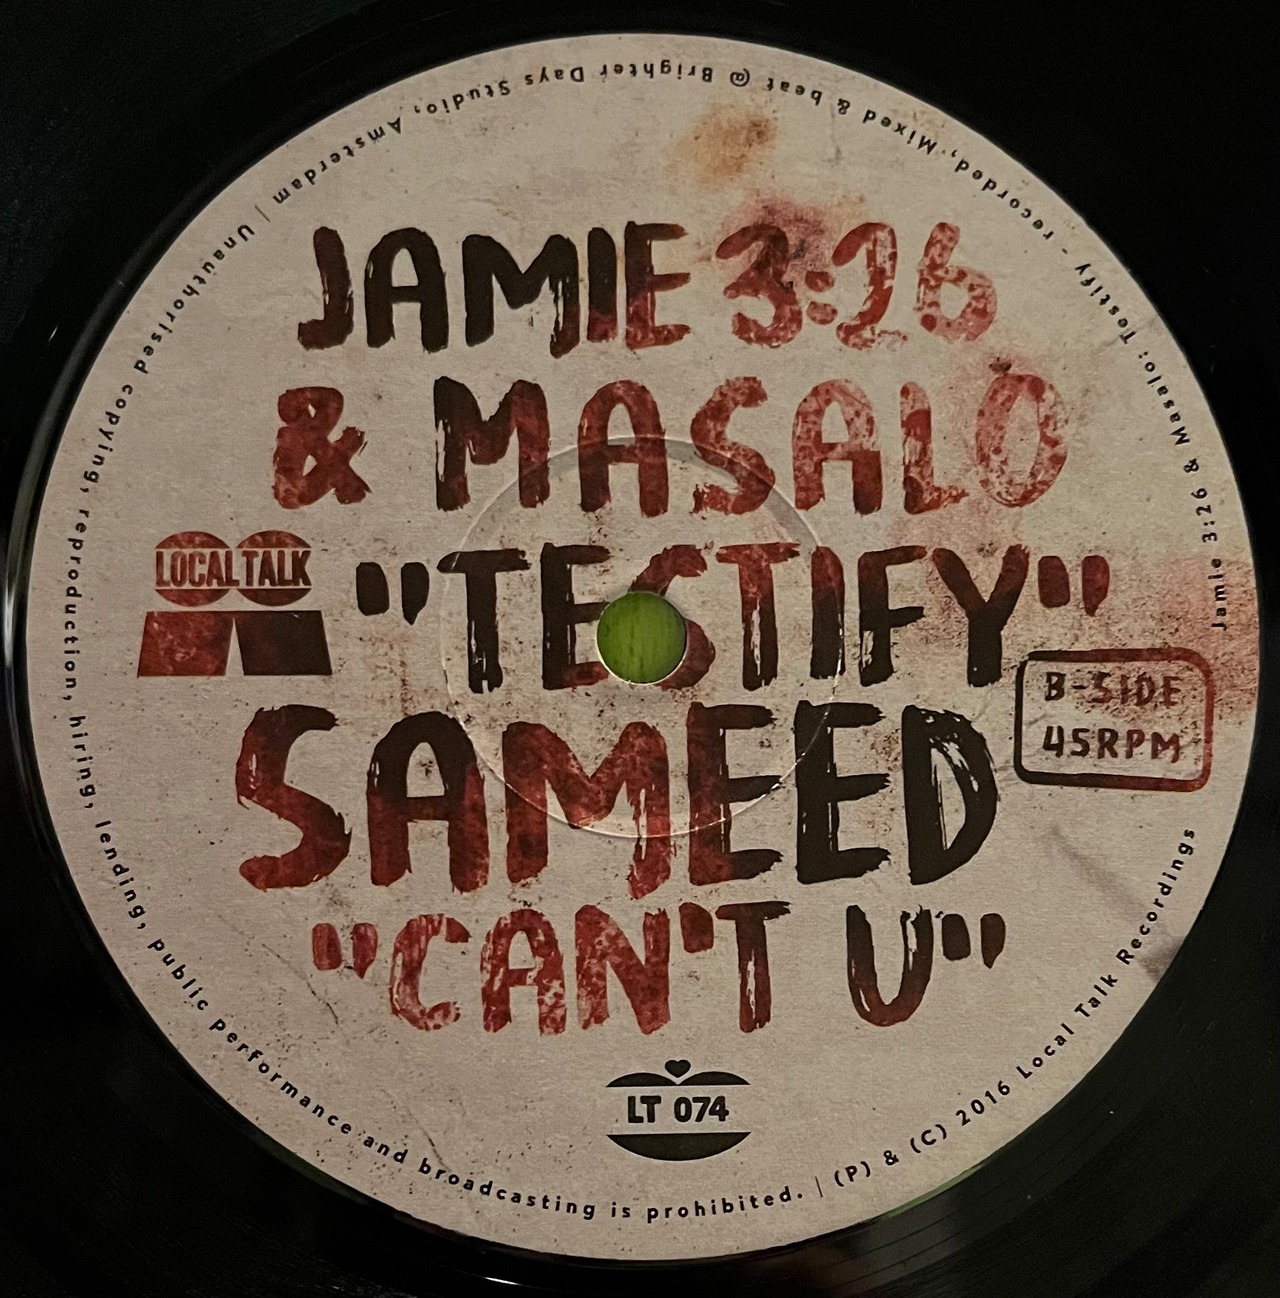 JAMIE 3:26
& MASALO
LOCAL TALK
"TESTIFY"
B-SIDE
45RPM
SAMEED
"CAN'T U"
LT 074
Jamie 3:26 & Masalo: Testify - recorded, Mixed & beat @ Brighter Days Studio, Amsterdam | Unauthorised copying, reproduction, hiring, lending, public performance and broadcasting is prohibited. | (P) & (C) 2016 Local Talk Recordings